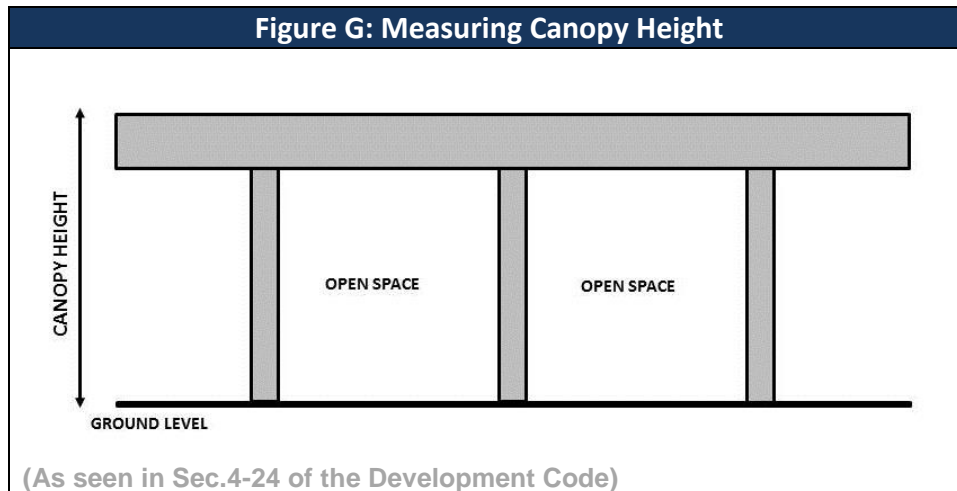 Figure G: Measuring Canopy Height
CANOPY HEIGHT
OPEN SPACE
OPEN SPACE
GROUND LEVEL
(As seen in Sec.4-24 of the Development Code)